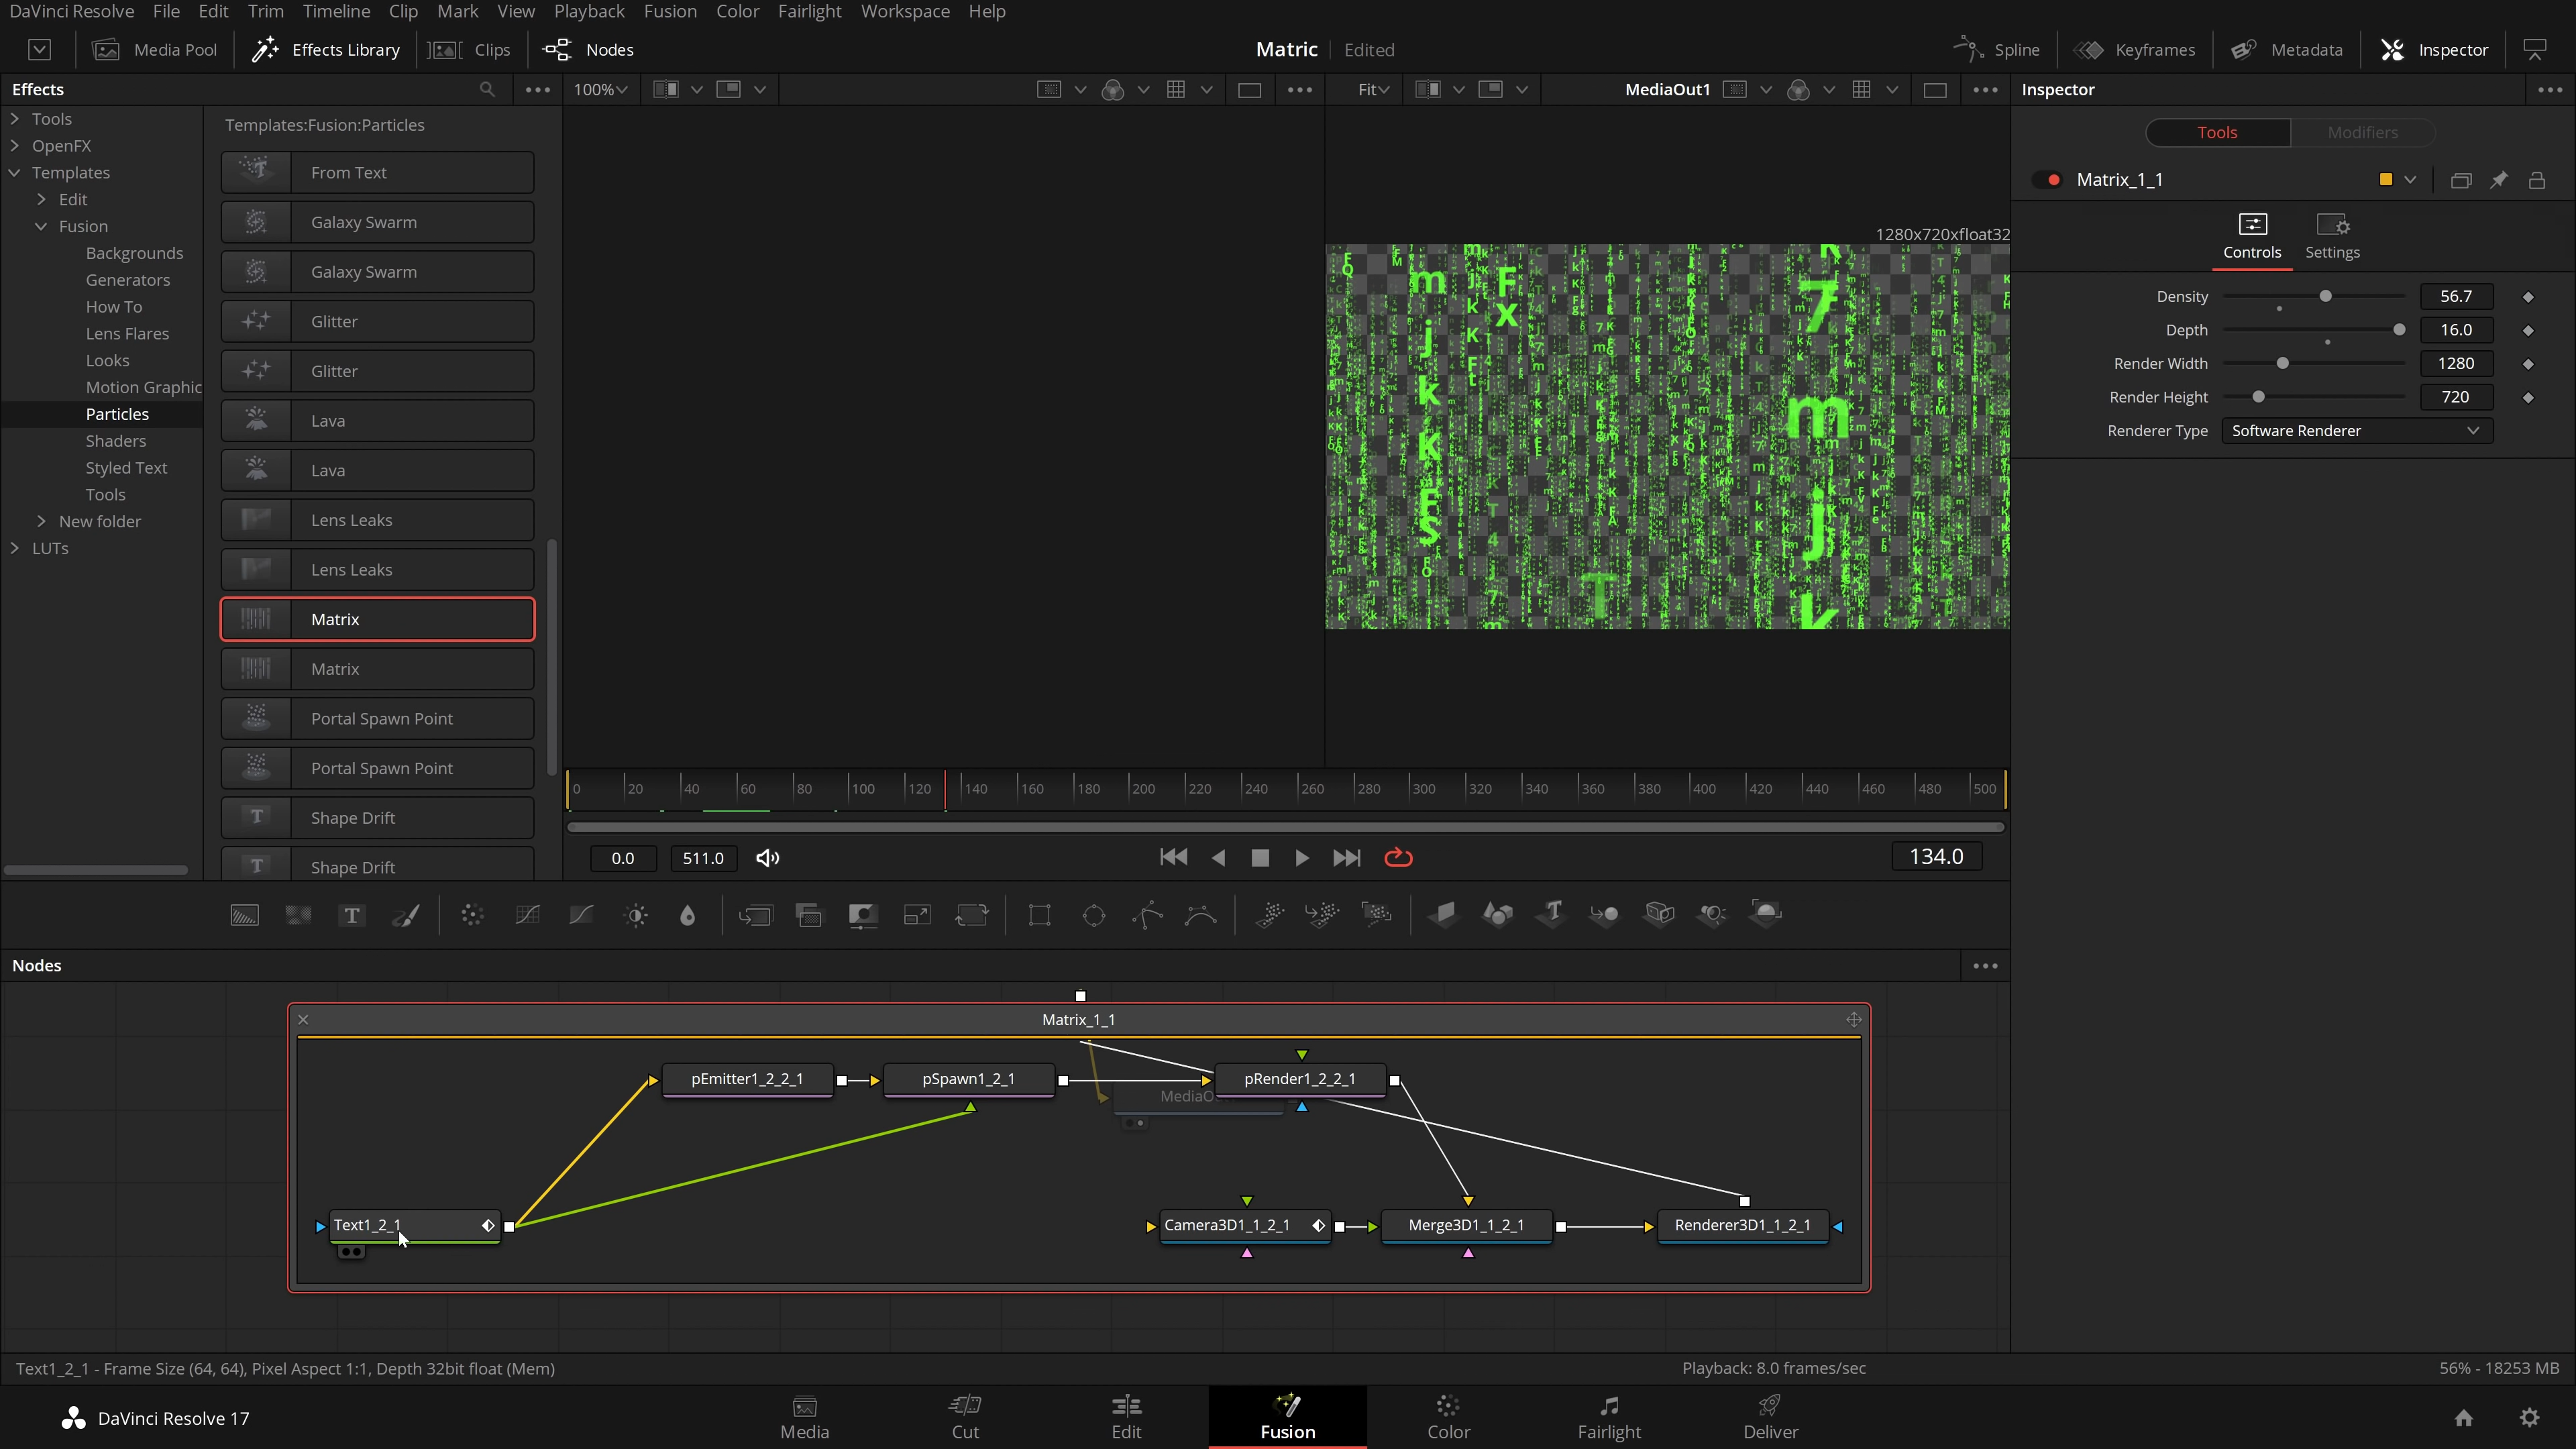 DaVinci Resolve File Edit Trim Timeline Clip Mark View Playback Fusion Color Fairlight Workspace Help
Media Pool Effects Library Clips Nodes Matric Edited Spline Keyframes Metadata Inspector
Effects
100%
Fit
MediaOut1
Inspector
Tools
OpenFX
Templates
Edit
Fusion
Backgrounds
Generators
How To
Lens Flares
Looks
Motion Graphic
Particles
Shaders
Styled Text
Tools
New folder
LUTs
Templates:Fusion:Particles
From Text
Galaxy Swarm
Galaxy Swarm
Glitter
Glitter
Lava
Lava
Lens Leaks
Lens Leaks
Matrix
Matrix
Portal Spawn Point
Portal Spawn Point
Shape Drift
Shape Drift
1280x720xfloat32
Tools Modifiers
Matrix_1_1
Controls Settings
Density 56.7
Depth 16.0
Render Width 1280
Render Height 720
Renderer Type Software Renderer
0 20 40 60 80 100 120 140 160 180 200 220 240 260 280 300 320 340 360 380 400 420 440 460 480 500
0.0 511.0 134.0
Nodes
Matrix_1_1
pEmitter1_2_2_1 pSpawn1_2_1 pRender1_2_2_1
Text1_2_1 Camera3D1_1_2_1 Merge3D1_1_2_1 Renderer3D1_1_2_1
Text1_2_1 - Frame Size (64, 64), Pixel Aspect 1:1, Depth 32bit float (Mem) Playback: 8.0 frames/sec 56% - 18253 MB
DaVinci Resolve 17
Media Cut Edit Fusion Color Fairlight Deliver